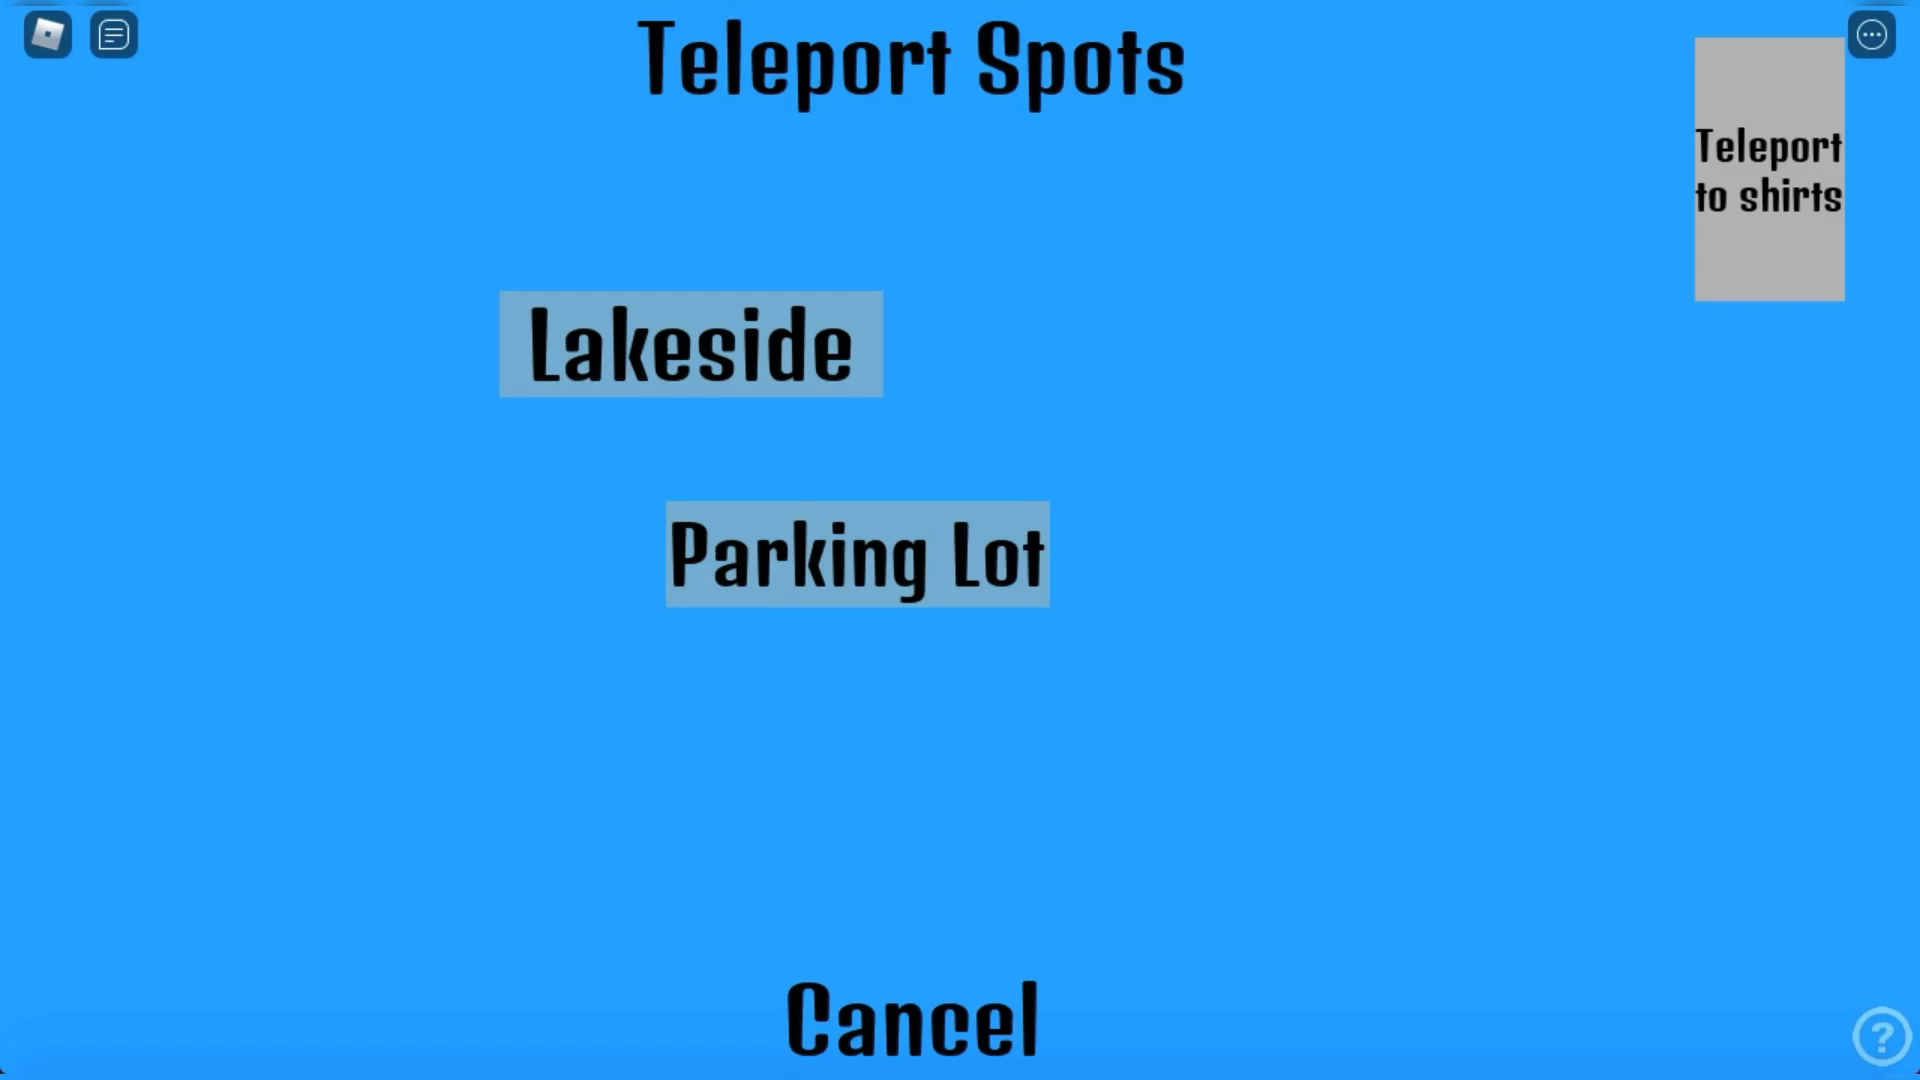 Teleport Spots
Teleport
to shirts
Lakeside
Parking Lot
Cancel
?